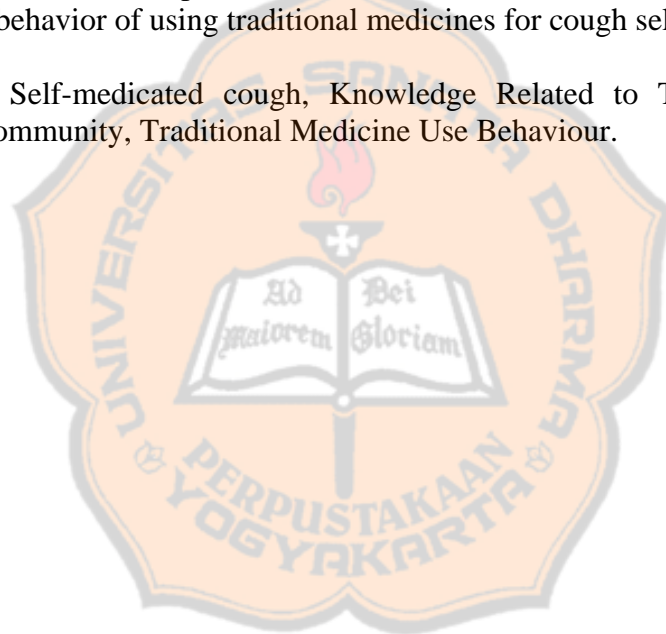 behavior of using traditional medicines for cough sel
Self-medicated cough, Knowledge Related to T
ommunity, Traditional Medicine Use Behaviour.
UNIVERSITAS SANATA DHARMA
Ad Dei
Maiorem Gloriam
PERPUSTAKAAN
YOGYAKARTA